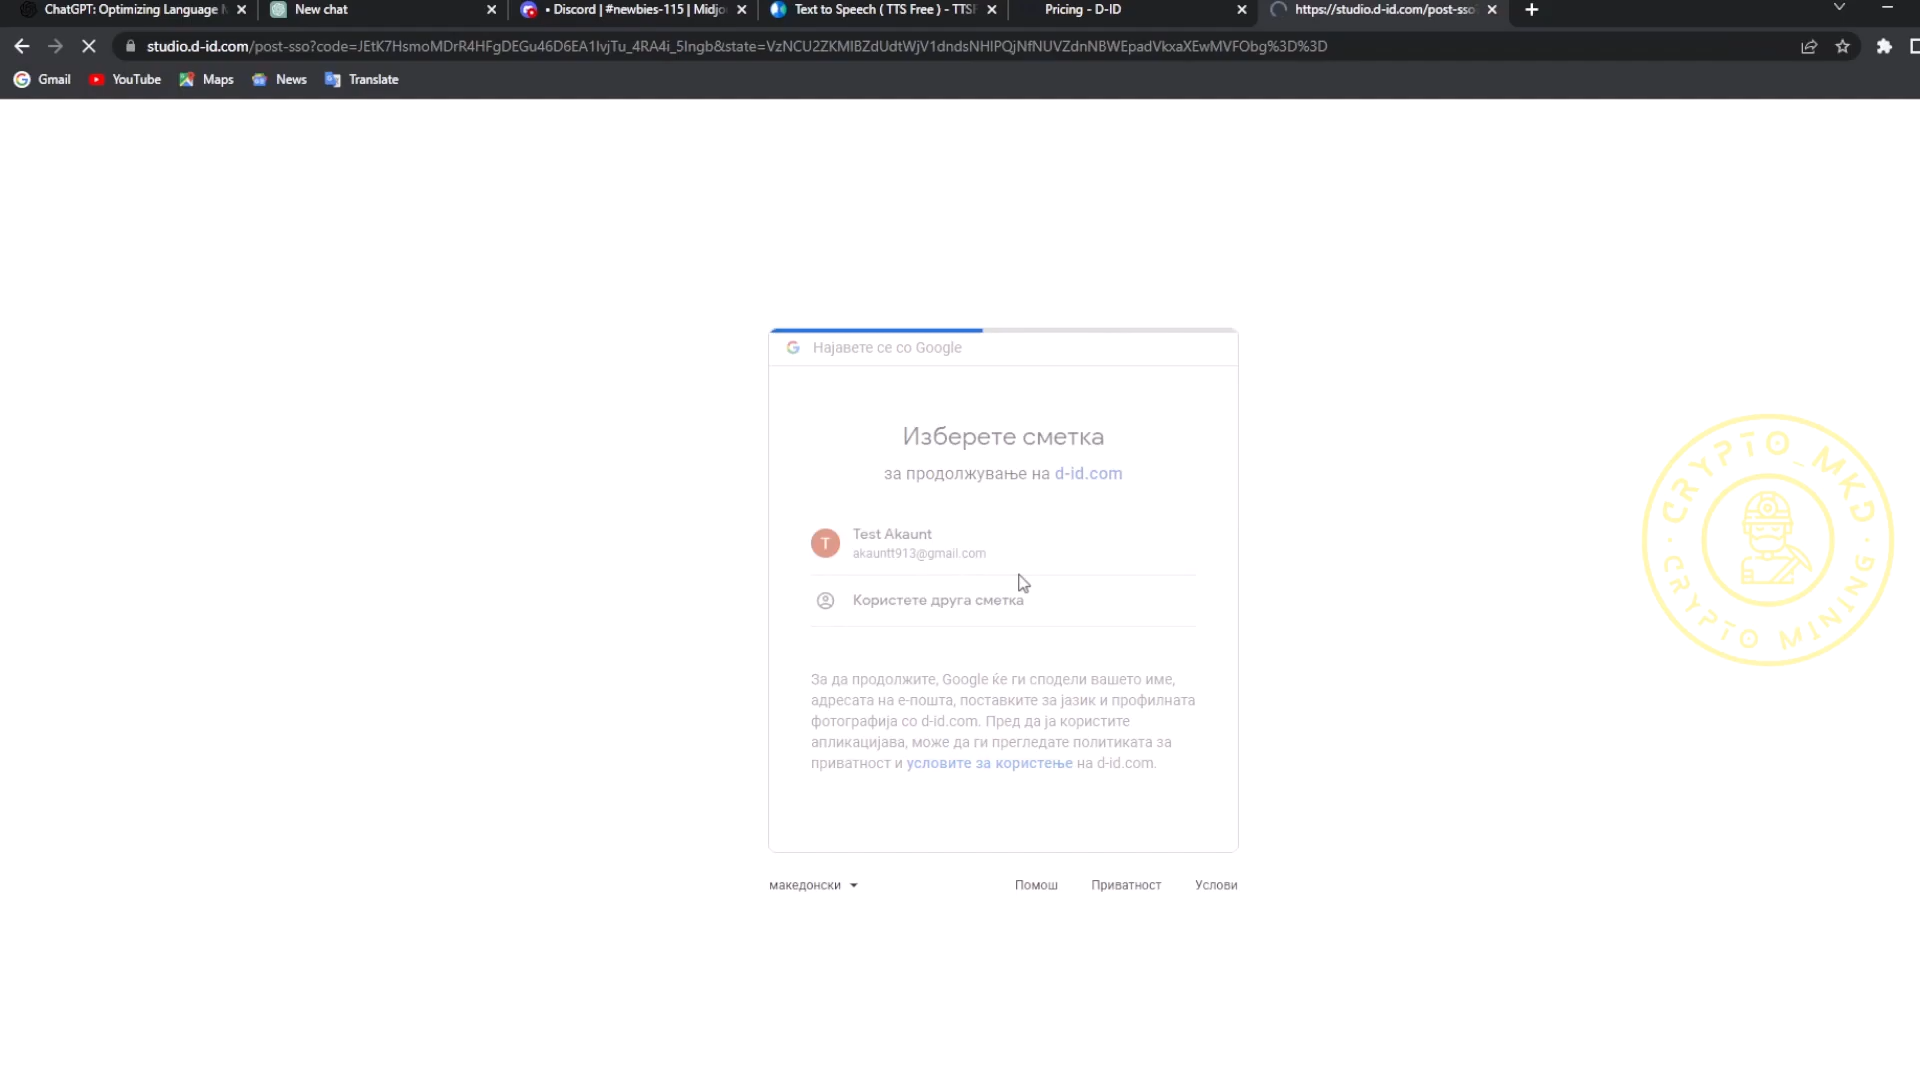 ChatGPT: Optimizing Language
New chat
• Discord | #newbies-115 | Midjo
Text to Speech ( TTS Free ) - TTSF
Pricing - D-ID
https://studio.d-id.com/post-sso
studio.d-id.com/post-sso?code=JEtK7HsmoMDrR4HFgDEGu46D6EA1IvjTu_4RA4i_5Ingb&state=VzNCU2ZKMlBZdUdtWjV1dndsNHlPQjNfNUVZdnNBWEpadVkxaXEwMVFObg%3D%3D
Gmail
YouTube
Maps
News
Translate
Најавете се со Google
Изберете сметка
за продолжување на d-id.com
T
Test Akaunt
akauntt913@gmail.com
Користете друга сметка
За да продолжите, Google ќе ги сподели вашето име,
адресата на е-пошта, поставките за јазик и профилната
фотографија со d-id.com. Пред да ја користите
апликацијава, може да ги прегледате политиката за
приватност и условите за користење на d-id.com.
македонски
Помош
Приватност
Услови
CRYPTO_MKD
CRYPTO MINING